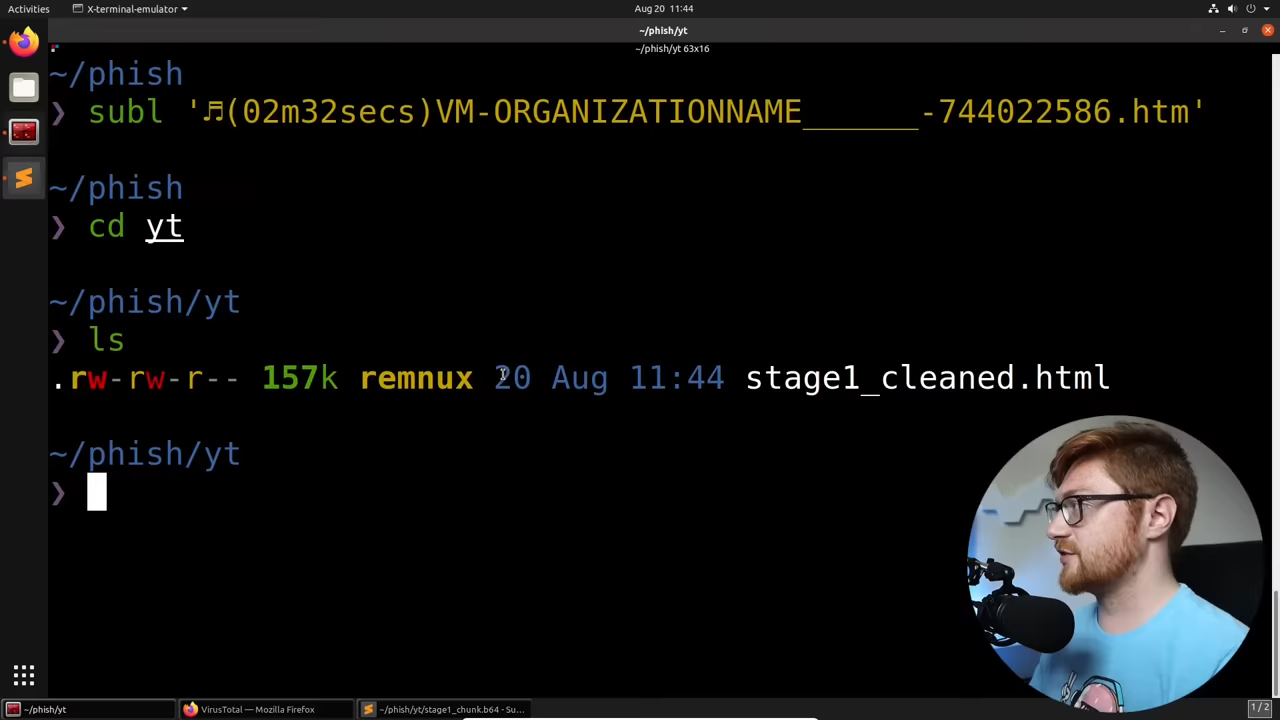 Activities X-terminal-emulator Aug 20 11:44
~/phish/yt
~/phish/yt 63x16
~/phish
❯ subl '♬(02m32secs)VM-ORGANIZATIONNAME______-744022586.htm'
~/phish
❯ cd yt
~/phish/yt
❯ ls
.rw-rw-r-- 157k remnux 20 Aug 11:44 stage1_cleaned.html
~/phish/yt
❯
~/phish/yt VirusTotal — Mozilla Firefox ~/phish/yt/stage1_chunk.b64 - Su... 1/2